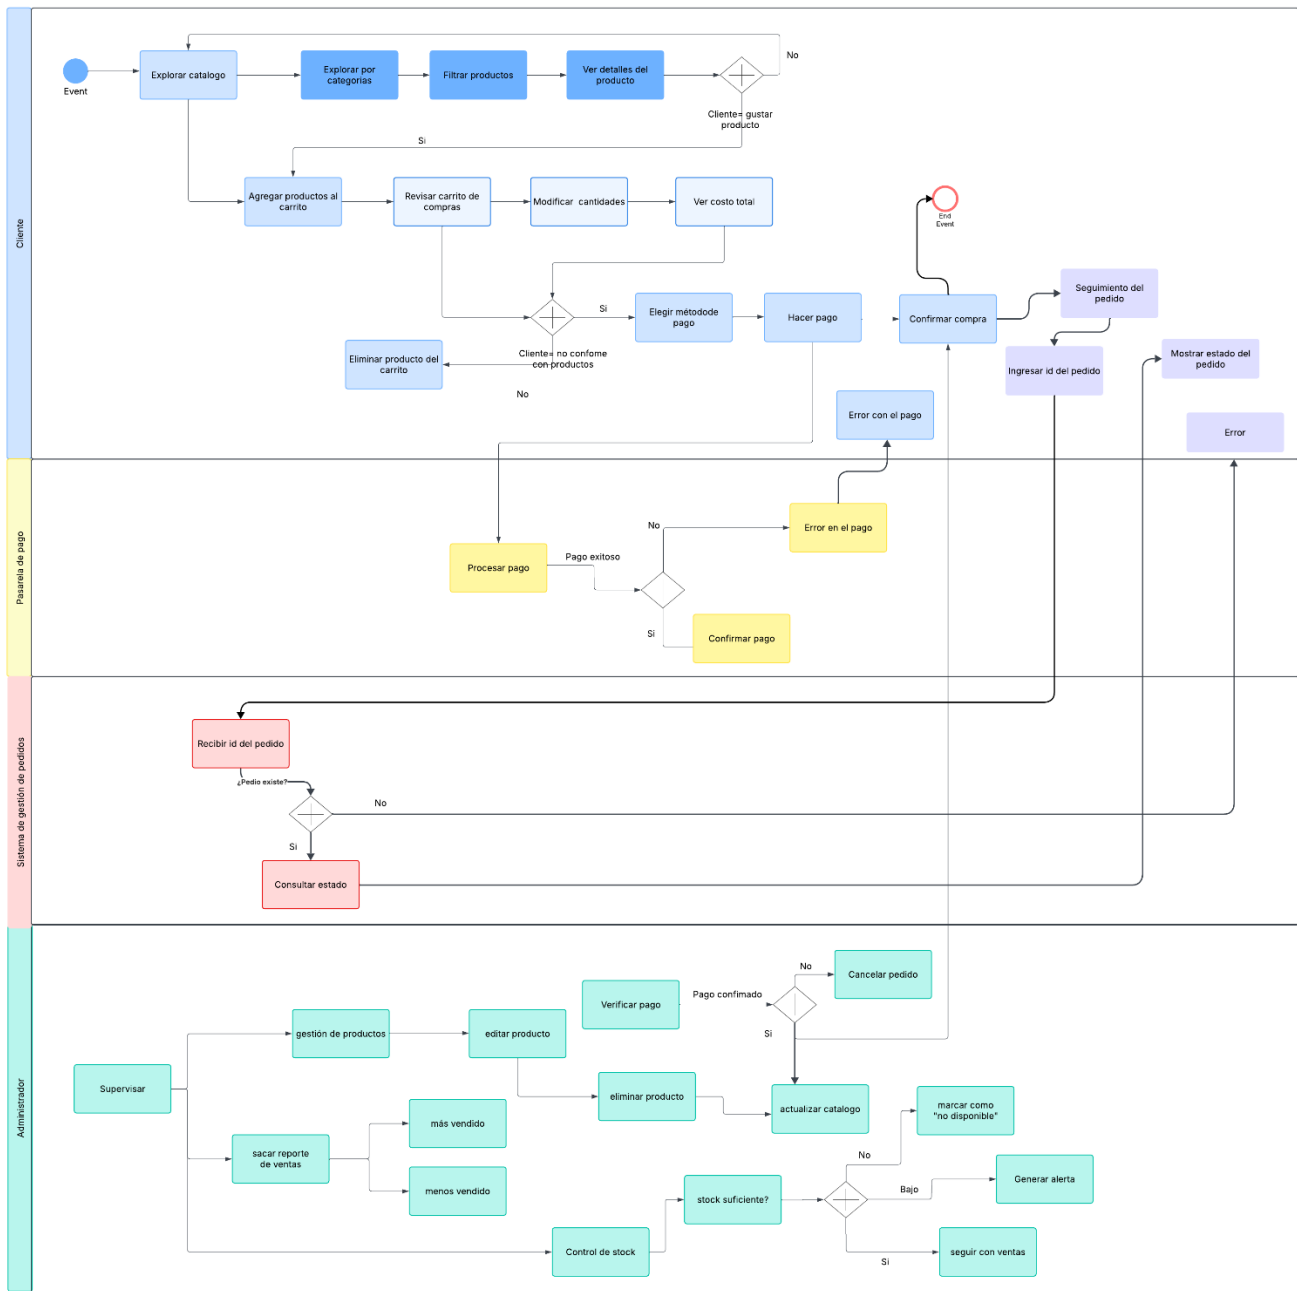 Cliente
Event
Explorar catalogo
Explorar por
categorias
Filtrar productos
Ver detalles del
producto
No
Cliente= gustar
producto
Si
Agregar productos al
carrito
Revisar carrito de
compras
Modificar cantidades
Ver costo total
End
Event
Seguimiento del
pedido
Si
Elegir métodode
pago
Hacer pago
Confirmar compra
Cliente= no confome
con productos
Eliminar producto del
carrito
No
Ingresar id del pedido
Mostrar estado del
pedido
Error con el pago
Error
Pasarela de pago
No
Error en el pago
Pago exitoso
Procesar pago
Si
Confirmar pago
Sistema de gestión de pedidos
Recibir id del pedido
¿Pedio existe?
No
Si
Consultar estado
Administrador
No
Cancelar pedido
Verificar pago
Pago confimado
Si
gestión de productos
editar producto
Supervisar
eliminar producto
actualizar catalogo
marcar como
"no disponible"
más vendido
sacar reporte
de ventas
No
menos vendido
stock suficiente?
Bajo
Generar alerta
Control de stock
Si
seguir con ventas